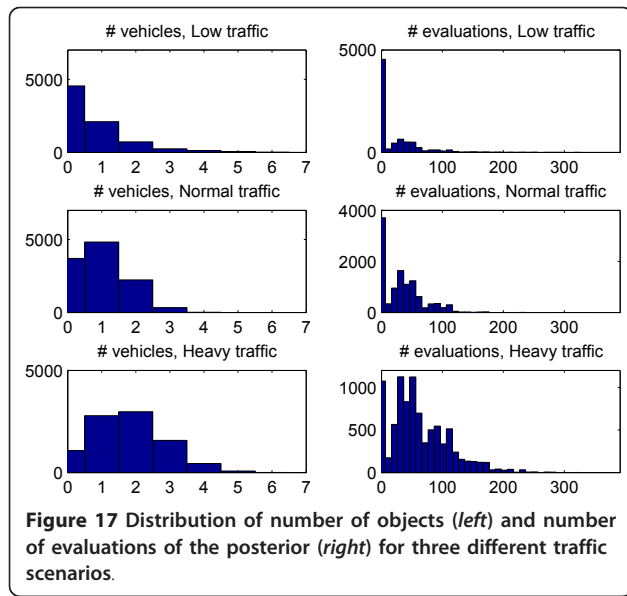 # vehicles, Low traffic
5000
0
0 1 2 3 4 5 6 7
# evaluations, Low traffic
5000
0
0 100 200 300
# vehicles, Normal traffic
5000
0
0 1 2 3 4 5 6 7
# evaluations, Normal traffic
4000
2000
0
0 100 200 300
# vehicles, Heavy traffic
5000
0
0 1 2 3 4 5 6 7
# evaluations, Heavy traffic
1000
500
0
0 100 200 300
Figure 17 Distribution of number of objects (left) and number
of evaluations of the posterior (right) for three different traffic
scenarios.